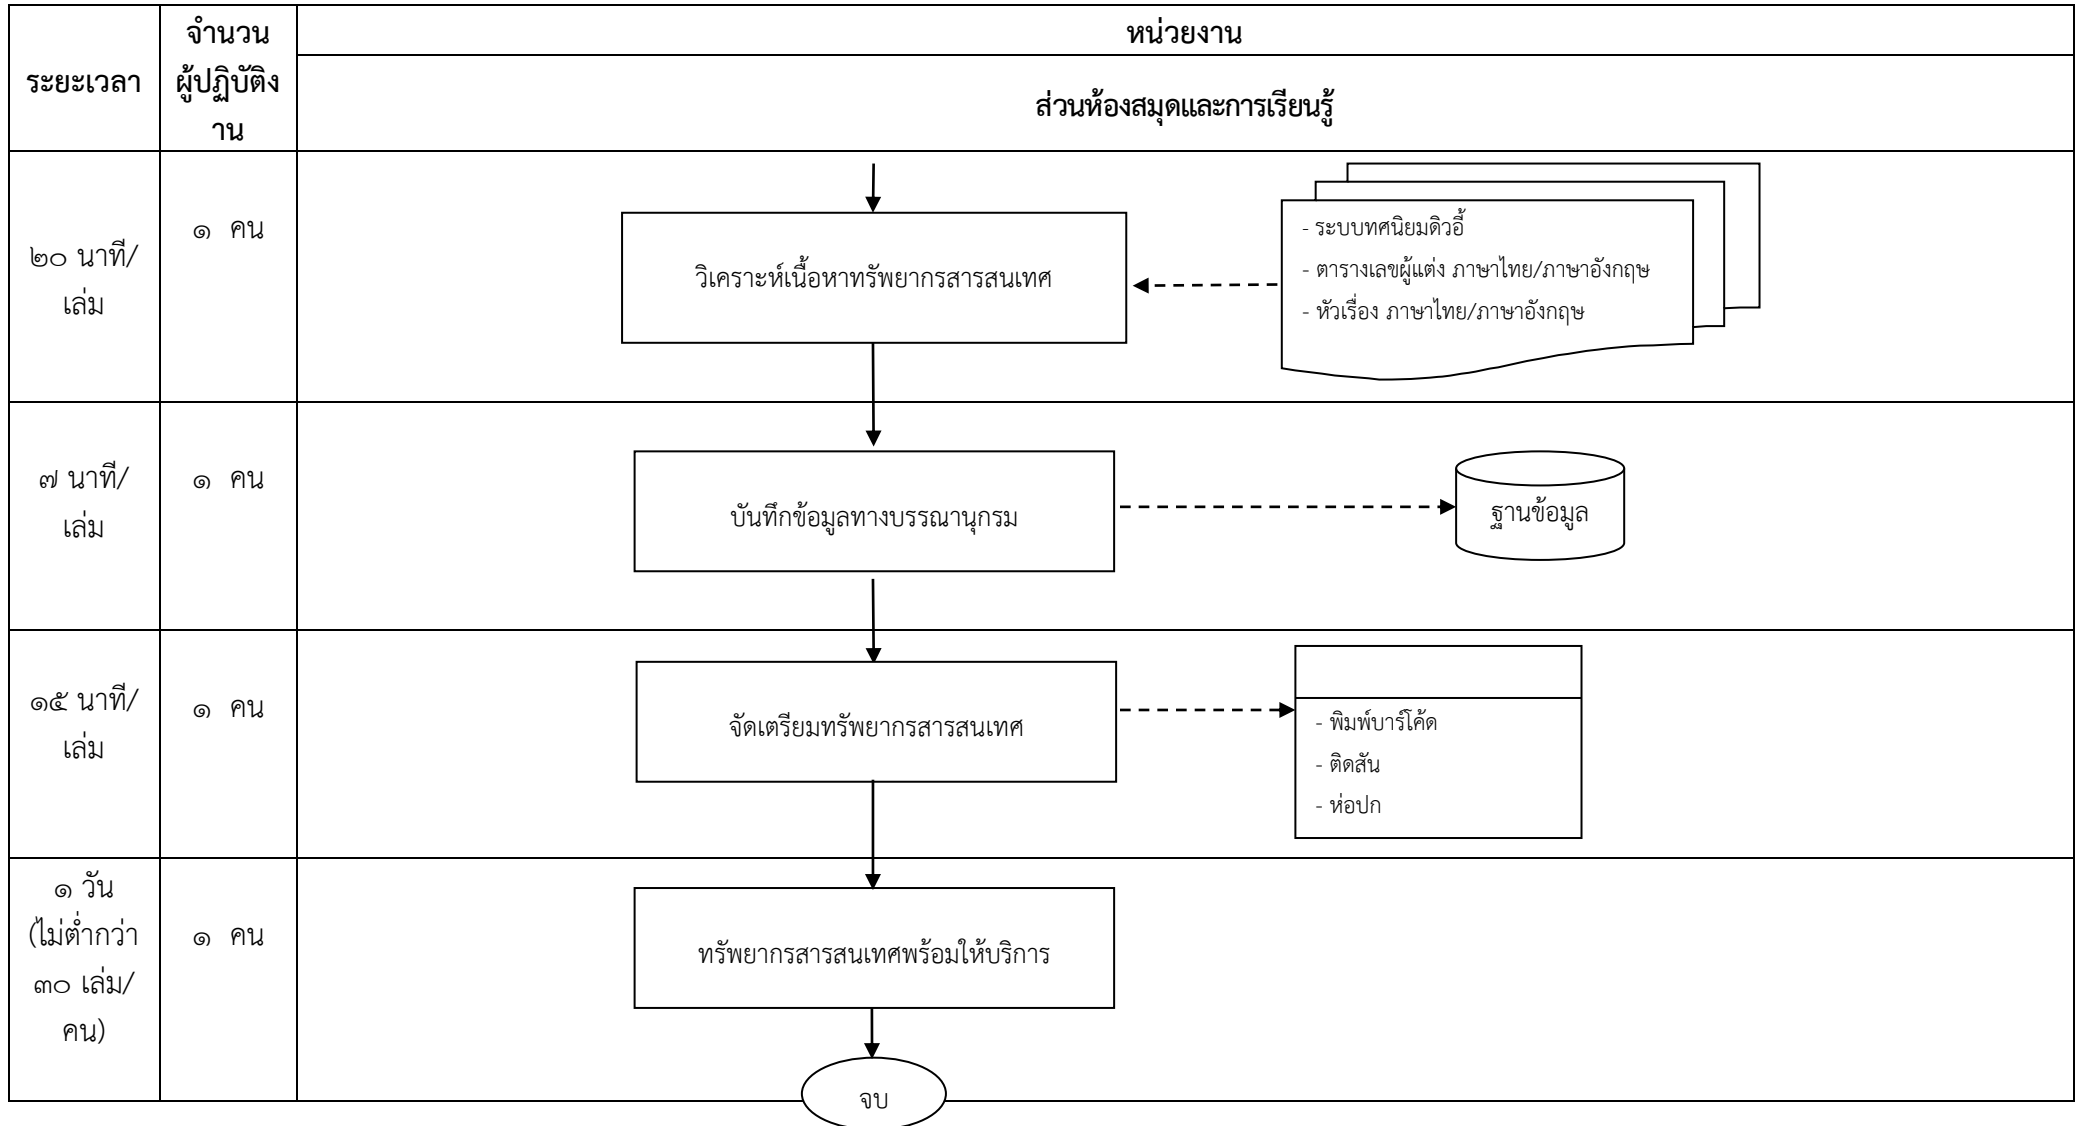 ระยะเวลา
จำนวน
ผู้ปฏิบัติง
าน
หน่วยงาน
ส่วนห้องสมุดและการเรียนรู้
๒๐ นาที/
เล่ม
๑ คน
วิเคราะห์เนื้อหาทรัพยากรสารสนเทศ
- ระบบทศนิยมดิวอี้
- ตารางเลขผู้แต่ง ภาษาไทย/ภาษาอังกฤษ
- หัวเรื่อง ภาษาไทย/ภาษาอังกฤษ
๗ นาที/
เล่ม
๑ คน
บันทึกข้อมูลทางบรรณานุกรม
ฐานข้อมูล
๑๕ นาที/
เล่ม
๑ คน
จัดเตรียมทรัพยากรสารสนเทศ
- พิมพ์บาร์โค้ด
- ติดสัน
- ห่อปก
๑ วัน
(ไม่ต่ำกว่า
๓๐ เล่ม/
คน)
๑ คน
ทรัพยากรสารสนเทศพร้อมให้บริการ
จบ